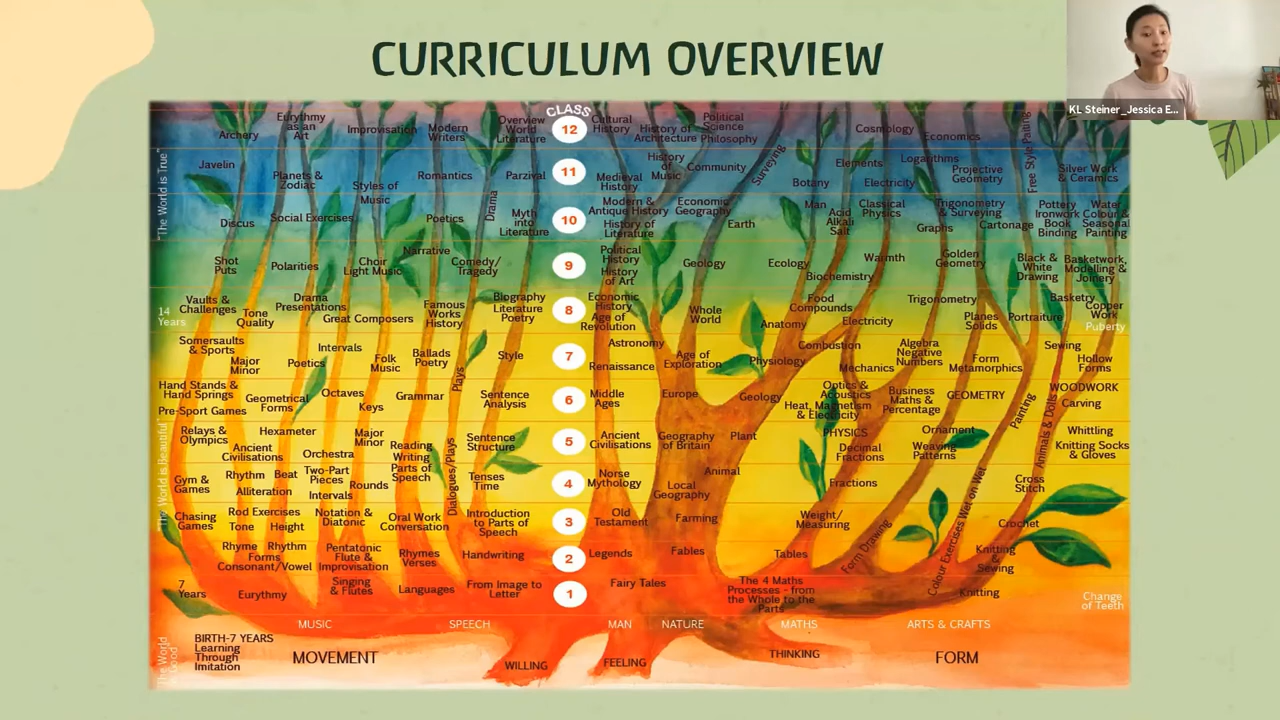 CURRICULUM OVERVIEW
KL Steiner_Jessica E...
CLASS
12
Archery
Eurythmy
as an
Art
Improvisation
Modern
Writers
Overview
World
Literature
Cultural
History
History of
Architecture
Political
Science
Philosophy
Cosmology
Economics
Free Style Painting
"The World is True"
11
Javelin
Planets &
Zodiac
Styles of
Music
Romantics
Parzival
Medieval
History
History
of
Music
Community
Surveying
Botany
Elements
Electricity
Logarithms
Projective
Geometry
Silver Work
& Ceramics
10
Discus
Social Exercises
Poetics
Drama
Myth
into
Literature
Modern &
Antique History
History of
Literature
Economic
Geography
Earth
Man
Acid
Alkali
Salt
Classical
Physics
Graphs
Trigonometry
& Surveying
Cartonage
Pottery
Ironwork
Book
Binding
Water
Colour &
Seasonal
Painting
9
Shot
Puts
Polarities
Choir
Light Music
Narrative
Comedy/
Tragedy
Political
History
History
of Art
Geology
Ecology
Biochemistry
Warmth
Golden
Geometry
Black &
White
Drawing
Basketwork,
Modelling &
Joinery
14
Years
8
Vaults &
Challenges
Tone
Quality
Drama
Presentations
Great Composers
Famous
Works
History
Biography
Literature
Poetry
Economic
History
Age of
Revolution
Whole
World
Anatomy
Food
Compounds
Electricity
Trigonometry
Planes
Solids
Portraiture
Basketry
Copper
Work
Puberty
7
Somersaults
& Sports
Major
Minor
Poetics
Intervals
Folk
Music
Ballads
Poetry
Plays
Style
Astronomy
Renaissance
Age of
Exploration
Physiology
Combustion
Mechanics
Algebra
Negative
Numbers
Form
Metamorphics
Sewing
Hollow
Forms
6
Hand Stands &
Hand Springs
Pre-Sport Games
Geometrical
Forms
Octaves
Keys
Grammar
Sentence
Analysis
Middle
Ages
Europe
Geology
Optics &
Acoustics
Heat, Magnetism
& Electricity
Business
Maths &
Percentage
GEOMETRY
Painting
WOODWORK
Carving
"The World is Beautiful"
5
Relays &
Olympics
Ancient
Civilisations
Hexameter
Orchestra
Major
Minor
Reading
Writing
Parts of
Speech
Dialogues/Plays
Sentence
Structure
Ancient
Civilisations
Geography
of Britain
Plant
PHYSICS
Decimal
Fractions
Ornament
Weaving
Patterns
Animals & Dolls
Whittling
Knitting Socks
& Gloves
4
Gym &
Games
Rhythm
Beat
Alliteration
Two-Part
Pieces
Intervals
Rounds
Tenses
Time
Norse
Mythology
Local
Geography
Animal
Fractions
Cross
Stitch
3
Chasing
Games
Rod Exercises
Tone
Height
Notation &
Diatonic
Oral Work
Conversation
Introduction
to Parts of
Speech
Old
Testament
Farming
Weight/
Measuring
Form Drawing
Colour Exercises Wet on Wet
Crochet
2
Rhyme
Rhythm
Forms
Consonant/Vowel
Pentatonic
Flute &
Improvisation
Rhymes
Verses
Handwriting
Legends
Fables
Tables
Knitting
Sewing
7
Years
1
Eurythmy
Singing
& Flutes
Languages
From Image to
Letter
Fairy Tales
The 4 Maths
Processes - from
the Whole to the
Parts
Knitting
Change
of Teeth
MUSIC
SPEECH
MAN
NATURE
MATHS
ARTS & CRAFTS
The World
is Good
BIRTH-7 YEARS
Learning
Through
Imitation
MOVEMENT
WILLING
FEELING
THINKING
FORM